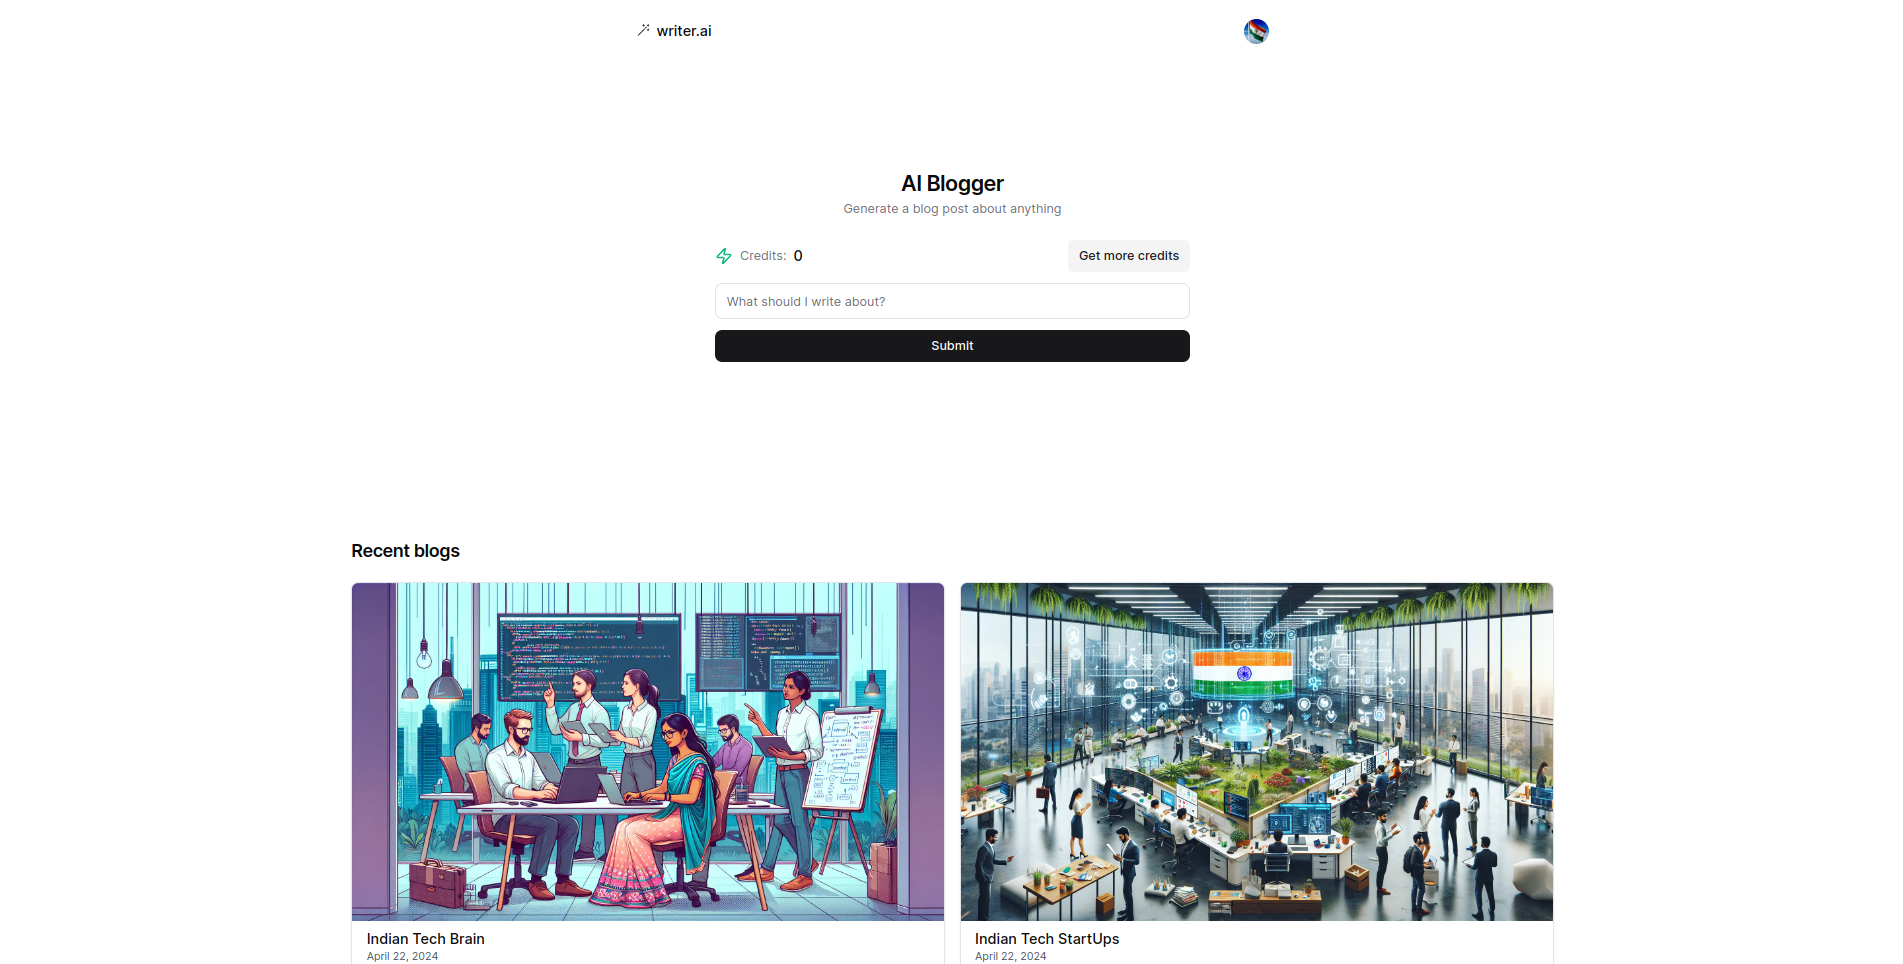 writer.ai
AI Blogger
Generate a blog post about anything
Credits: 0
Get more credits
What should I write about?
Submit
Recent blogs
Indian Tech Brain
April 22, 2024
Indian Tech StartUps
April 22, 2024